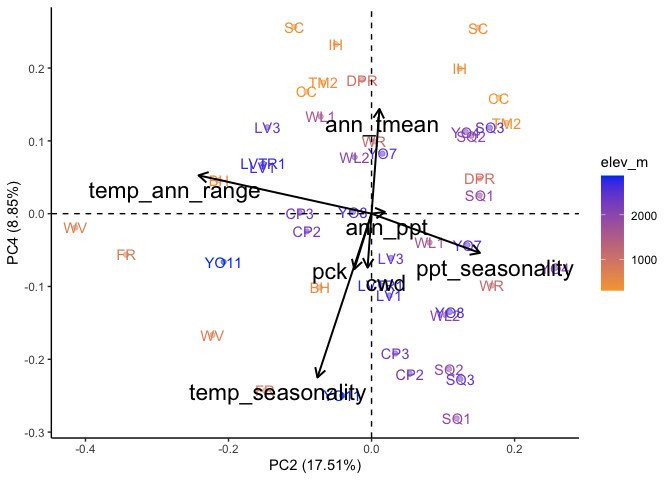 SC
SC
IH
IH
DPR
TM2
OC
OC
WL1
TM2
LV3
ann_tmean
YO4
SQ3
SQ2
WR
WL2
YO7
LVTR1
LV1
BH
DPR
temp_ann_range
SQ1
CP3
YO8
WV
CP2
ann_ppt
WL1
YO7
FR
YO11
LV3
pck
ppt_seasonality
YO4
cwd
BH
LVTR1
WR
LV1
WL2
YO8
WV
CP3
SQ2
CP2
SQ3
FR
temp_seasonality
YO11
SQ1
0.2
0.1
0.0
-0.1
-0.2
-0.3
PC4 (8.85%)
-0.4
-0.2
0.0
0.2
PC2 (17.51%)
elev_m
2000
1000